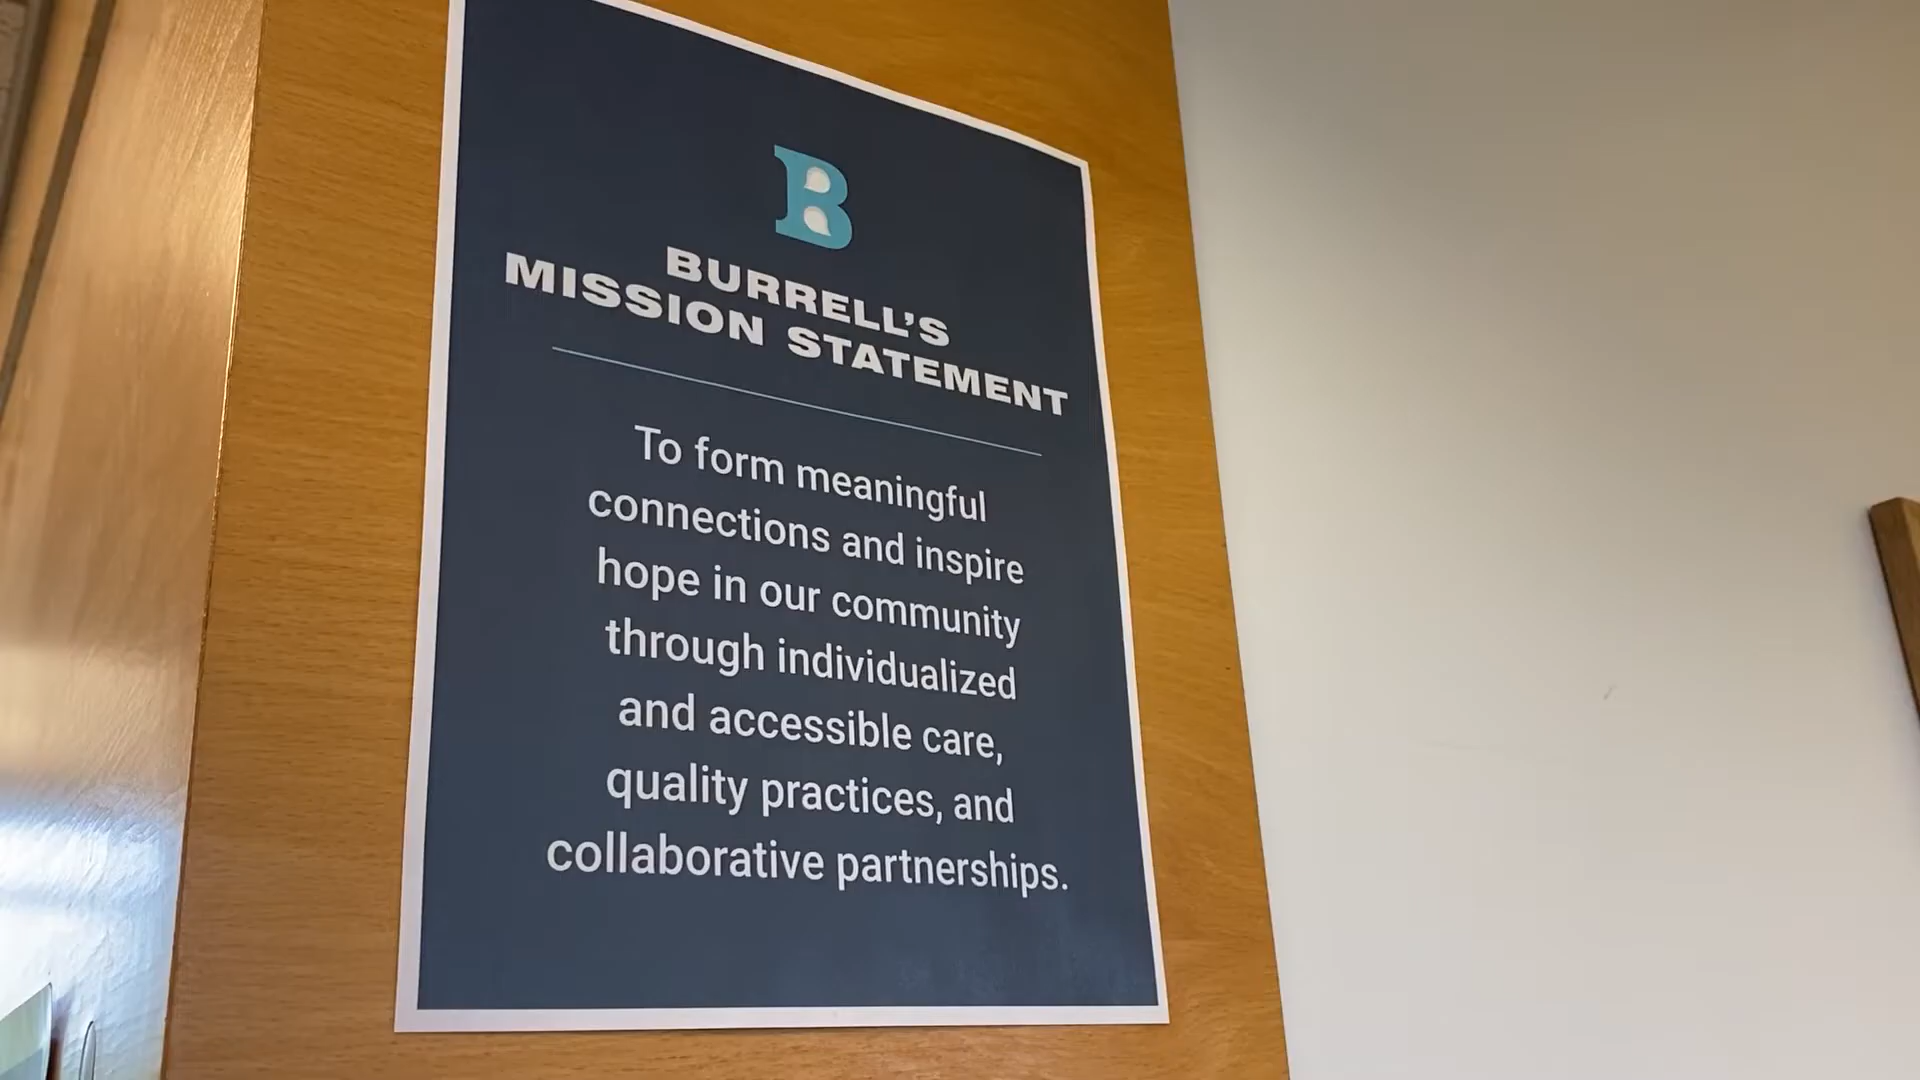 B
BURRELL'S
MISSION STATEMENT
To form meaningful
connections and inspire
hope in our community
through individualized
and accessible care,
quality practices, and
collaborative partnerships.